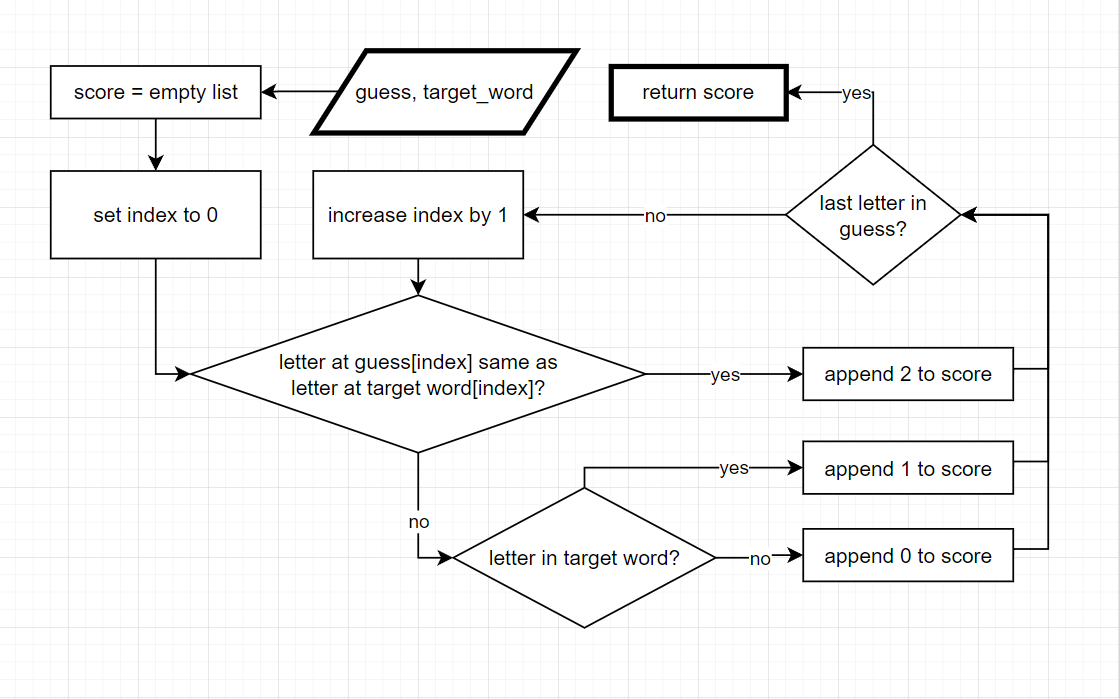 guess, target_word
score = empty list
set index to 0
increase index by 1
letter at guess[index] same as
letter at target word[index]?
yes
append 2 to score
no
letter in target word?
yes
append 1 to score
no
append 0 to score
last letter in
guess?
no
yes
return score